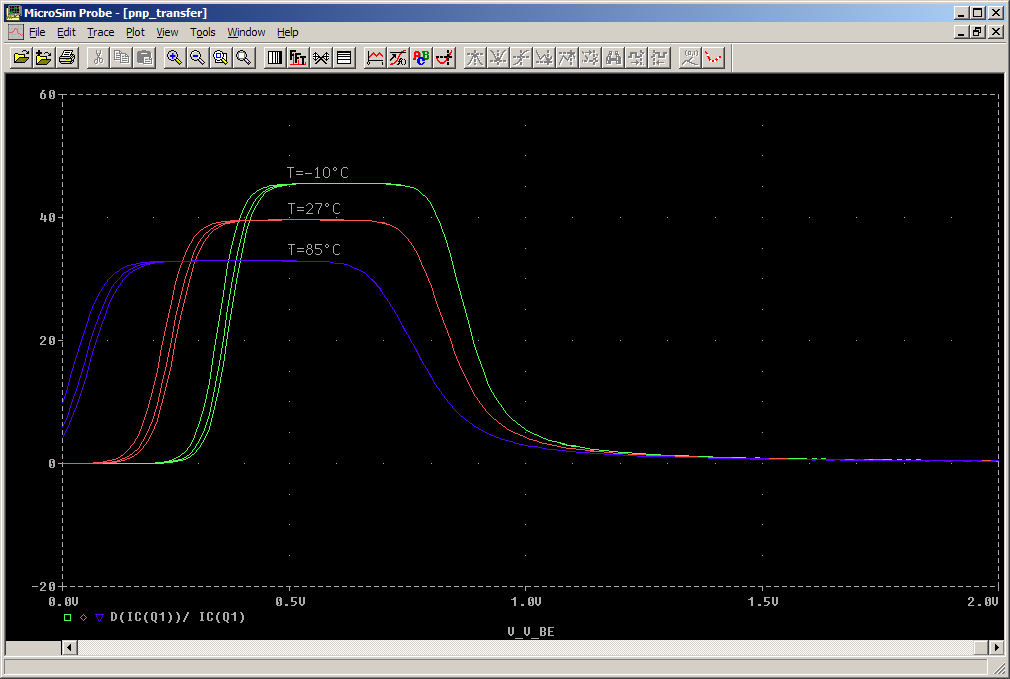 MicroSim Probe - [pnp_transfer]
File Edit Trace Plot View Tools Window Help
60
T=-10°C
40
T=27°C
T=85°C
20
0
-20
0.0V 0.5V 1.0V 1.5V 2.0V
D(IC(Q1))/ IC(Q1)
V_V_BE